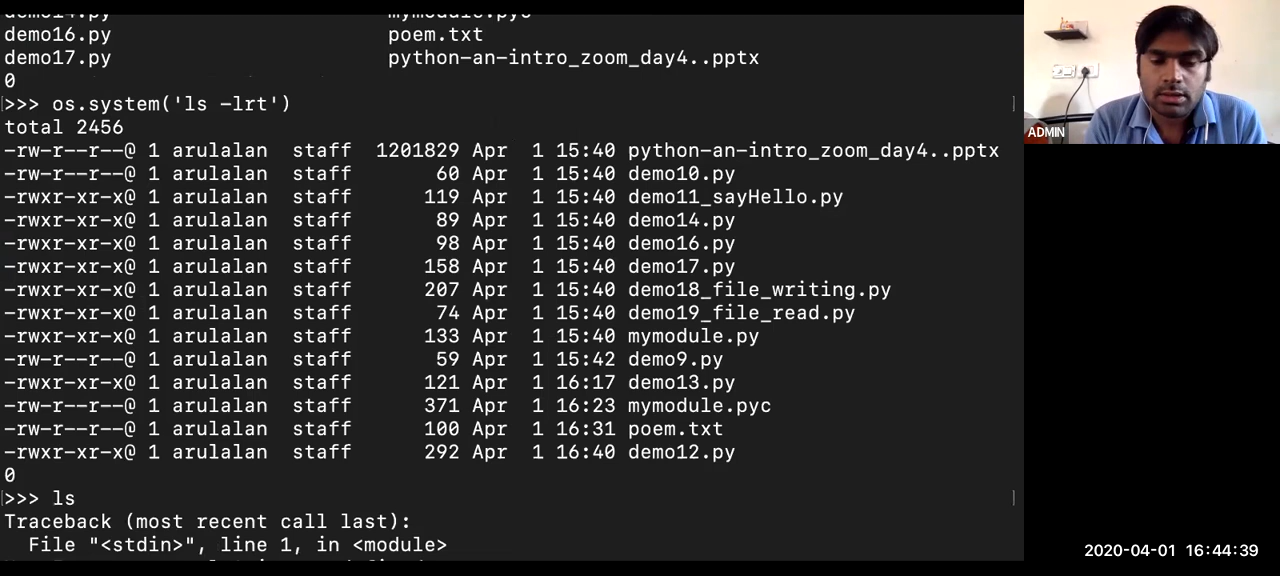 demo14.py mymodule.pyc
demo16.py poem.txt
demo17.py python-an-intro_zoom_day4..pptx
0
>>> os.system('ls -lrt')
total 2456
-rw-r--r--@ 1 arulalan staff 1201829 Apr 1 15:40 python-an-intro_zoom_day4..pptx
-rw-r--r--@ 1 arulalan staff 60 Apr 1 15:40 demo10.py
-rwxr-xr-x@ 1 arulalan staff 119 Apr 1 15:40 demo11_sayHello.py
-rwxr-xr-x@ 1 arulalan staff 89 Apr 1 15:40 demo14.py
-rwxr-xr-x@ 1 arulalan staff 98 Apr 1 15:40 demo16.py
-rwxr-xr-x@ 1 arulalan staff 158 Apr 1 15:40 demo17.py
-rwxr-xr-x@ 1 arulalan staff 207 Apr 1 15:40 demo18_file_writing.py
-rwxr-xr-x@ 1 arulalan staff 74 Apr 1 15:40 demo19_file_read.py
-rwxr-xr-x@ 1 arulalan staff 133 Apr 1 15:40 mymodule.py
-rw-r--r--@ 1 arulalan staff 59 Apr 1 15:42 demo9.py
-rwxr-xr-x@ 1 arulalan staff 121 Apr 1 16:17 demo13.py
-rwxr-xr-x@ 1 arulalan staff 371 Apr 1 16:23 mymodule.pyc
-rw-r--r--@ 1 arulalan staff 100 Apr 1 16:31 poem.txt
-rwxr-xr-x@ 1 arulalan staff 292 Apr 1 16:40 demo12.py
0
>>> ls
Traceback (most recent call last):
File "<stdin>", line 1, in <module>
ADMIN
2020-04-01 16:44:39